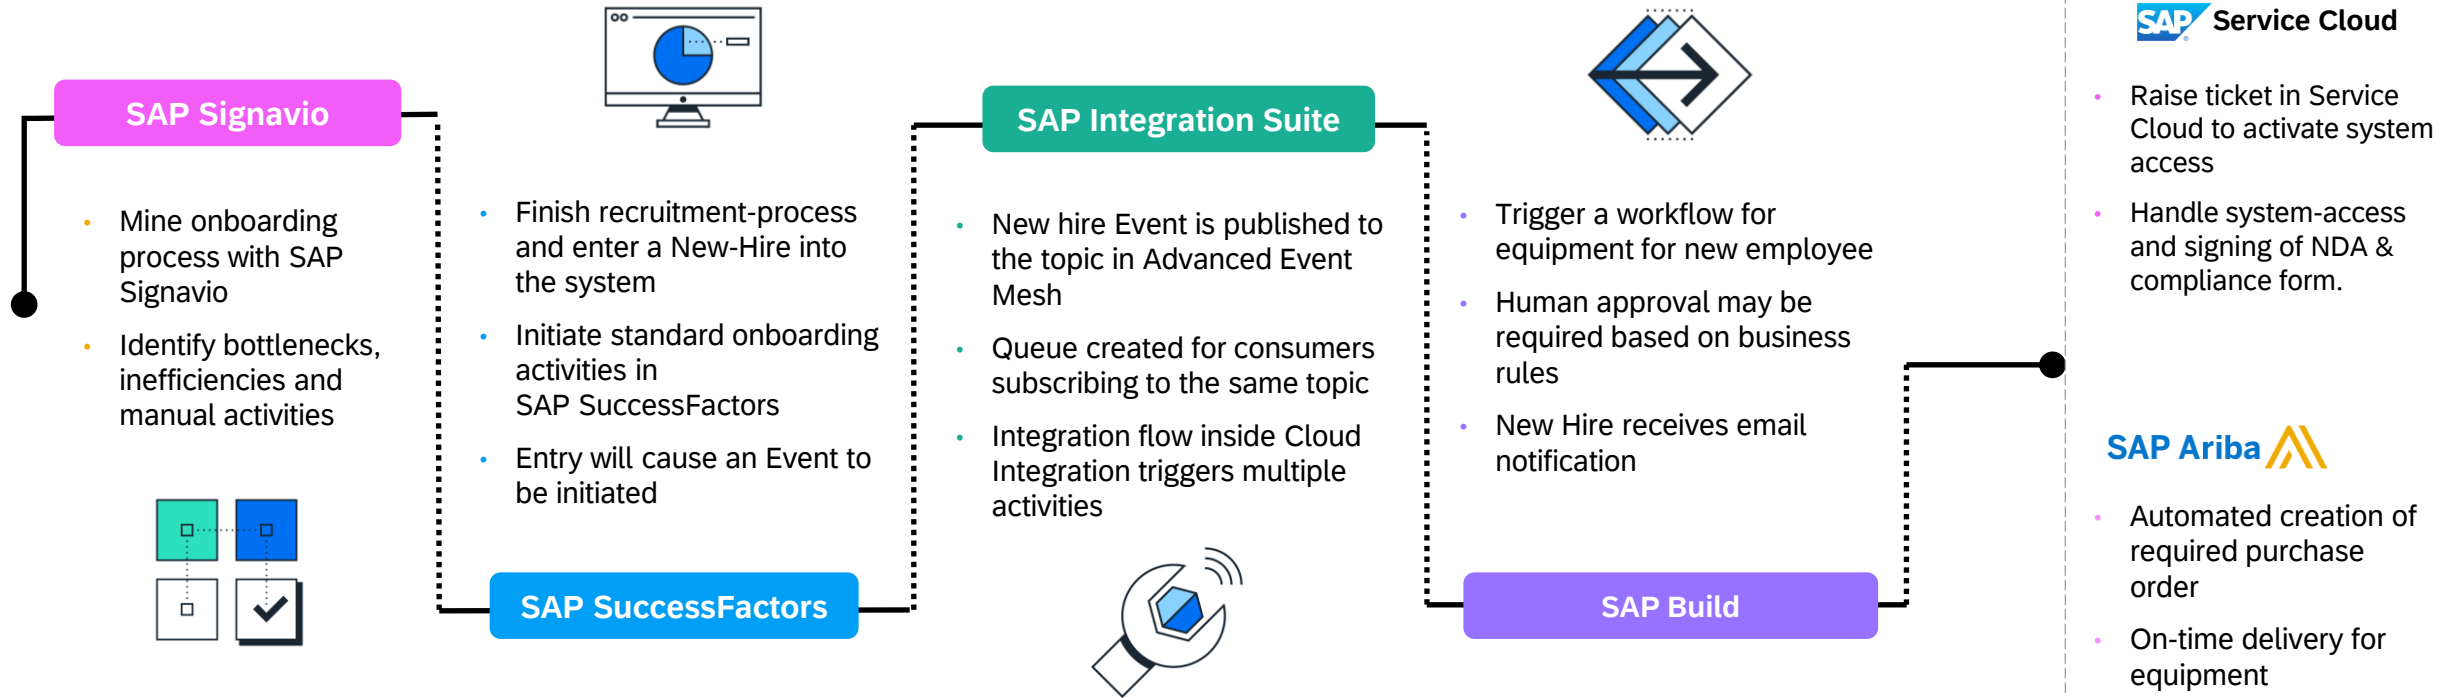 SAP Signavio
Mine onboarding
process with SAP
Signavio
Identify bottlenecks,
inefficiencies and
manual activities
Finish recruitment-process
and enter a New-Hire into
the system
Initiate standard onboarding
activities in
SAP SuccessFactors
Entry will cause an Event to
be initiated
SAP SuccessFactors
SAP Integration Suite
New hire Event is published to
the topic in Advanced Event
Mesh
Queue created for consumers
subscribing to the same topic
Integration flow inside Cloud
Integration triggers multiple
activities
Trigger a workflow for
equipment for new employee
Human approval may be
required based on business
rules
New Hire receives email
notification
SAP Build
SAP Service Cloud
Raise ticket in Service
Cloud to activate system
access
Handle system-access
and signing of NDA &
compliance form.
SAP Ariba
Automated creation of
required purchase
order
On-time delivery for
equipment